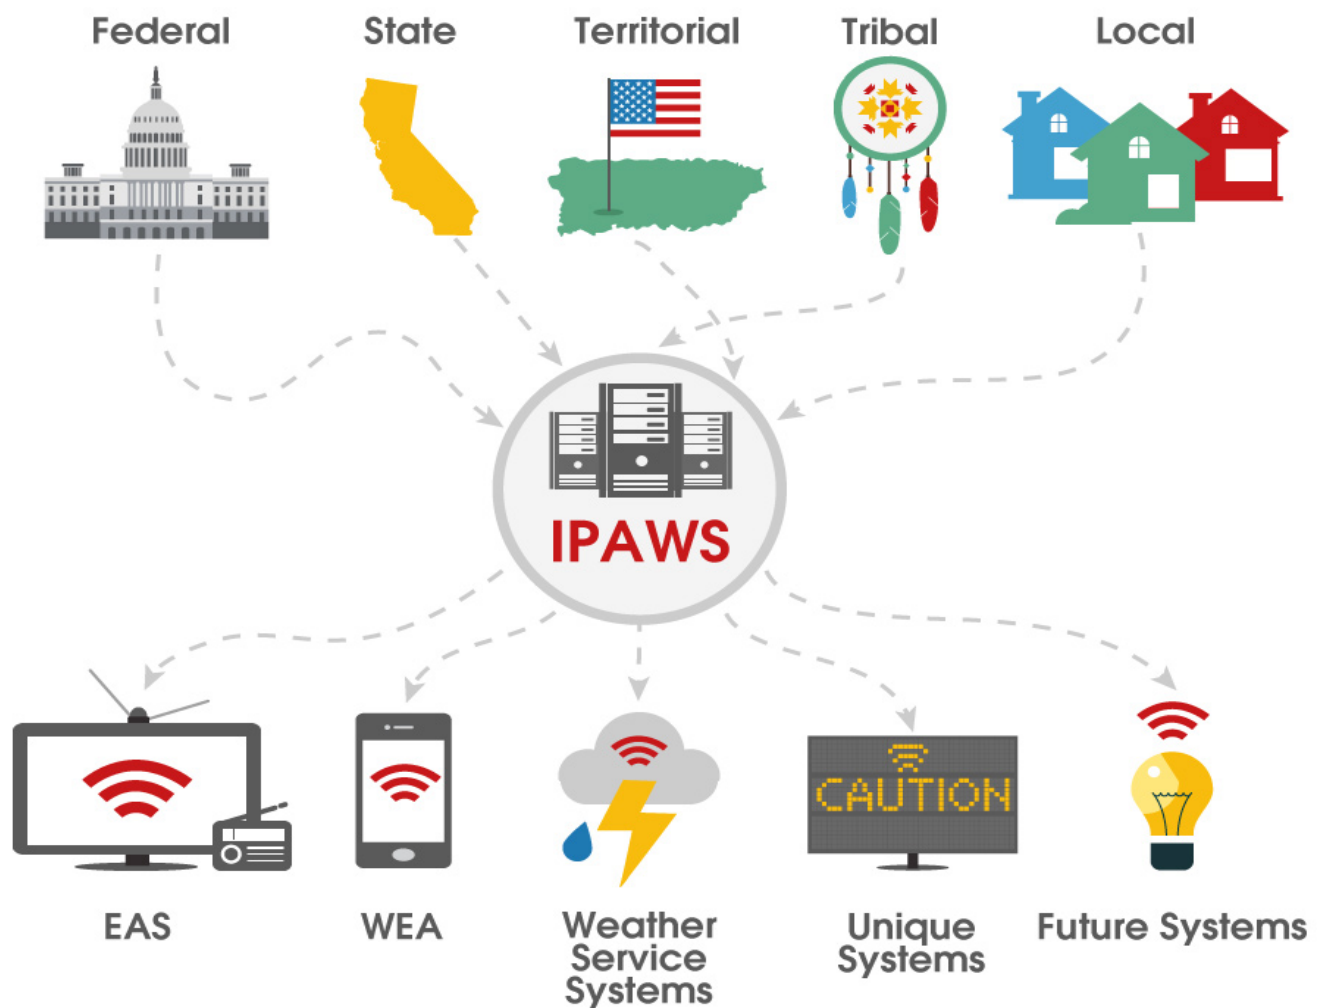 Federal
State
Territorial
Tribal
Local
IPAWS
CAUTION
EAS
WEA
Weather
Service
Systems
Unique
Systems
Future Systems